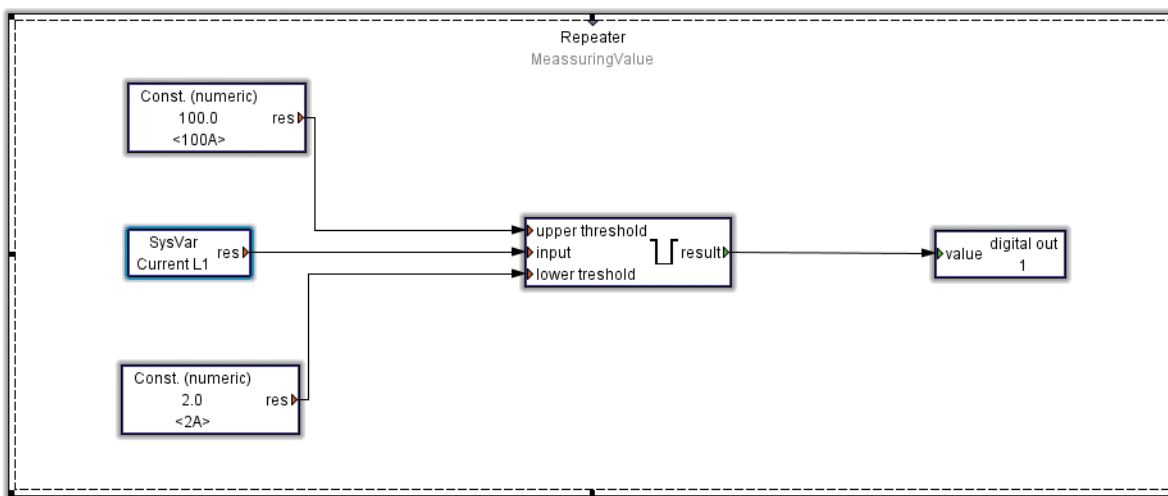 Repeater
MeassuringValue
Const. (numeric)
100.0
res
<100A>
SysVar
res
Current L1
upper threshold
input
result
lower treshold
value
digital out
1
Const. (numeric)
2.0
res
<2A>